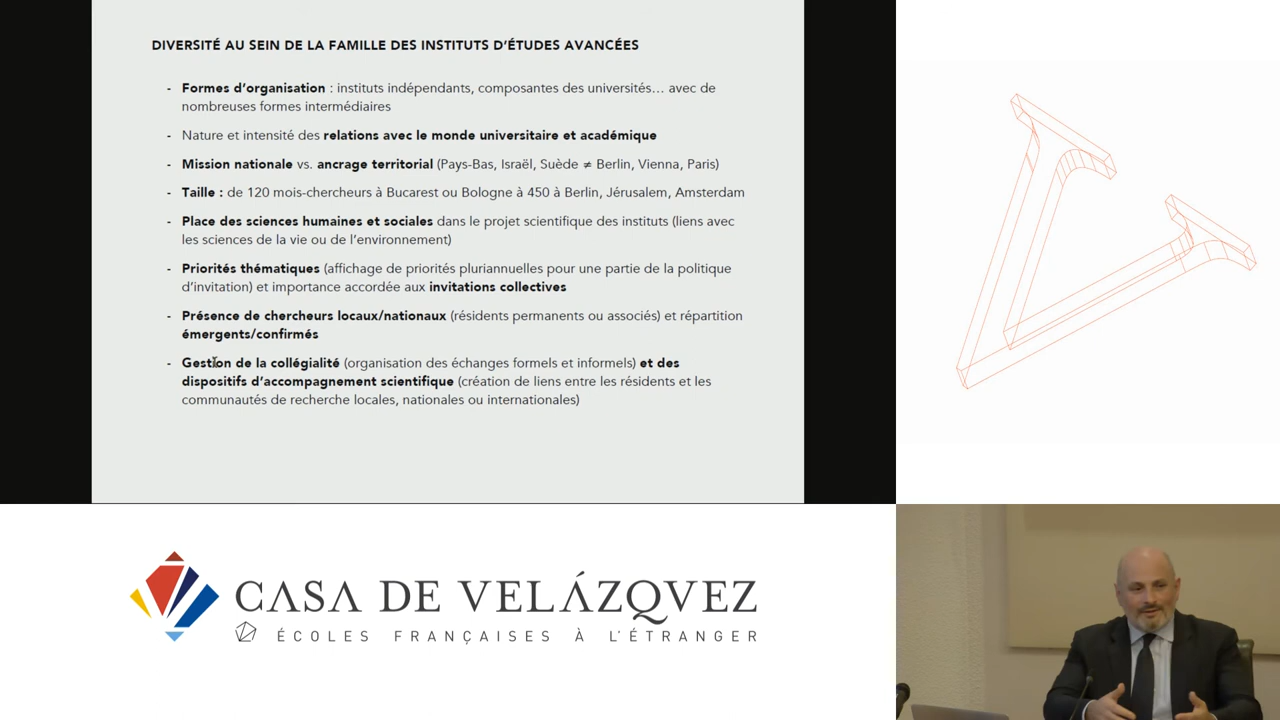 DIVERSITÉ AU SEIN DE LA FAMILLE DES INSTITUTS D'ÉTUDES AVANCÉES
- Formes d'organisation : instituts indépendants, composantes des universités… avec de
nombreuses formes intermédiaires
- Nature et intensité des relations avec le monde universitaire et académique
- Mission nationale vs. ancrage territorial (Pays-Bas, Israël, Suède ≠ Berlin, Vienna, Paris)
- Taille : de 120 mois-chercheurs à Bucarest ou Bologne à 450 à Berlin, Jérusalem, Amsterdam
- Place des sciences humaines et sociales dans le projet scientifique des instituts (liens avec
les sciences de la vie ou de l'environnement)
- Priorités thématiques (affichage de priorités pluriannuelles pour une partie de la politique
d'invitation) et importance accordée aux invitations collectives
- Présence de chercheurs locaux/nationaux (résidents permanents ou associés) et répartition
émergents/confirmés
- Gestion de la collégialité (organisation des échanges formels et informels) et des
dispositifs d'accompagnement scientifique (création de liens entre les résidents et les
communautés de recherche locales, nationales ou internationales)
CASA DE VELÁZQVEZ
ÉCOLES FRANÇAISES À L'ÉTRANGER